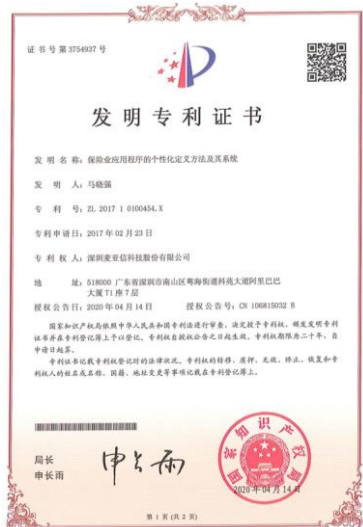 证书号第3754937号
发明专利证书
发明名称：保险业应用程序的个性化定义方法及其系统
发明人：马晓强
专利号：ZL 2017 1 0100454.X
专利申请日：2017年02月23日
专利权人：深圳麦亚信科技股份有限公司
地址：518000 广东省深圳市南山区粤海街道科苑大道阿里巴巴
大厦T1座7层
授权公告日：2020年04月14日 授权公告号：CN 106815032 B
国家知识产权局依照中华人民共和国专利法进行审查，决定授予专利权，颁发发明专利
证书并在专利登记簿上予以登记。专利权自授权公告之日起生效。专利权期限为二十年，自
申请日起算。
专利证书记载专利权登记时的法律状况。专利权的转移、质押、无效、终止、恢复和专
利权人的姓名或名称、国籍、地址变更等事项记载在专利登记簿上。
局长
申长雨
申长雨
国家知识产权局
2020年04月14日
第1页(共2页)